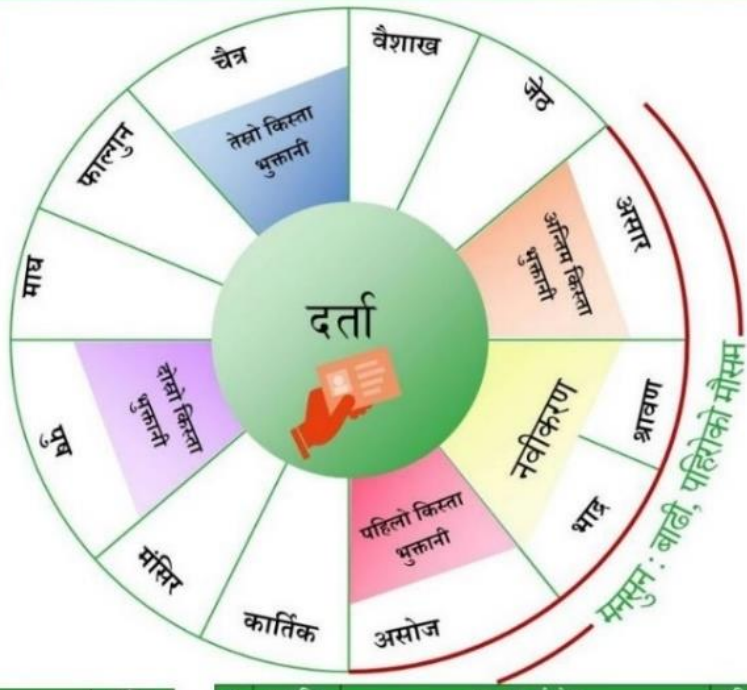 वैशाख
जेठ
असार
अन्तिम किस्ता
भुक्तानी
श्रावण
नवीकरण
भाद्र
मनसुन : बाढी, पहिरोको मौसम
असोज
पहिलो किस्ता
भुक्तानी
कार्तिक
मंसिर
पुष
दोस्रो किस्ता
भुक्तानी
माघ
फाल्गुन
चैत्र
तेस्रो किस्ता
भुक्तानी
दर्ता